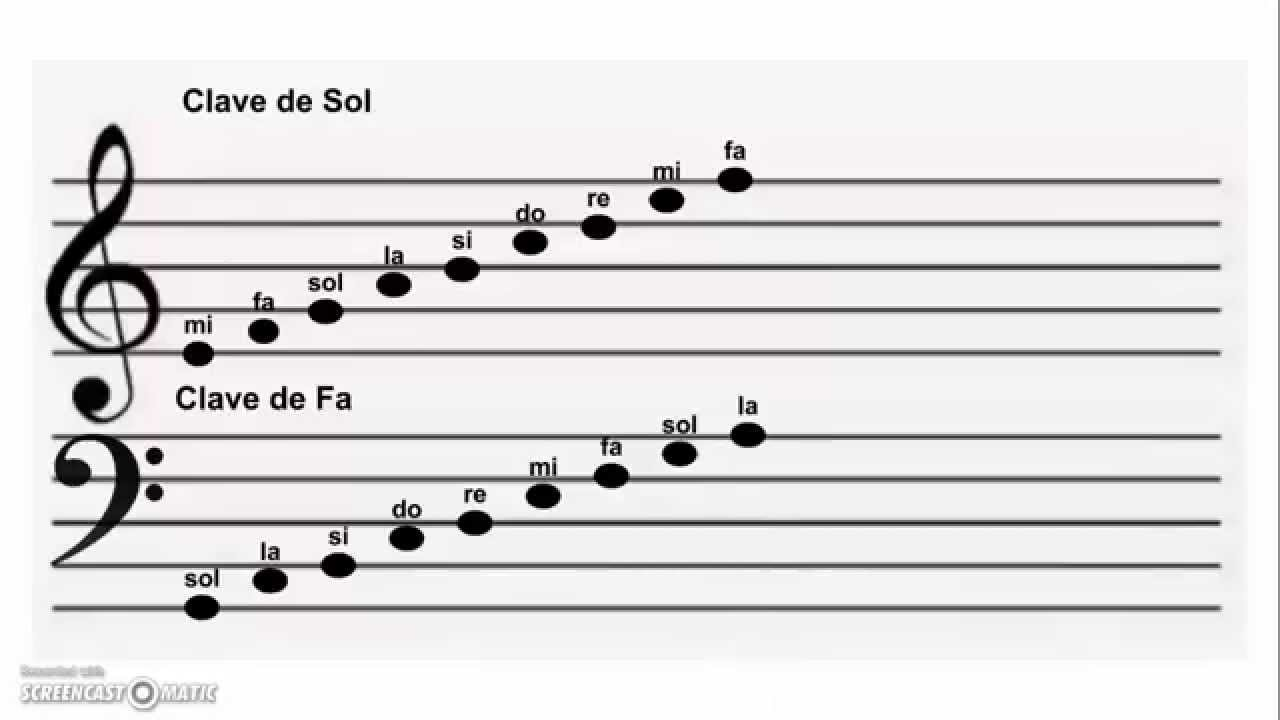 Clave de Sol
mi fa sol la si do re mi fa
Clave de Fa
sol la si do re mi fa sol la
Recorded with
SCREENCAST O MATIC